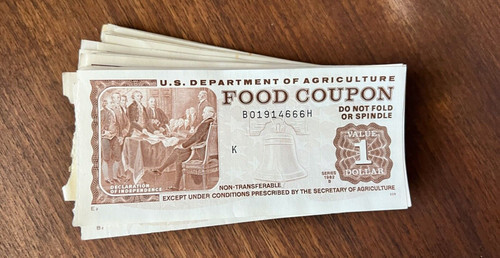 U.S. DEPARTMENT OF AGRICULTURE
FOOD COUPON
DO NOT FOLD
OR SPINDLE
B01914666H
K
VALUE
1
DOLLAR
DECLARATION
OF INDEPENDENCE
NON-TRANSFERABLE
SERIES
1982
B
EXCEPT UNDER CONDITIONS PRESCRIBED BY THE SECRETARY OF AGRICULTURE